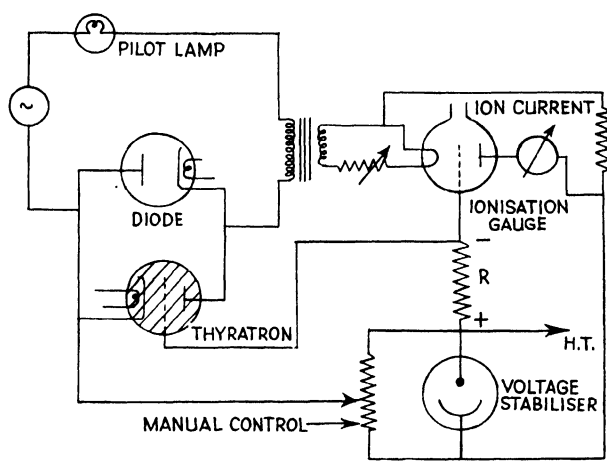 PILOT LAMP
~
ION CURRENT
DIODE
IONISATION
GAUGE
−
R
+
THYRATRON
H.T.
VOLTAGE
STABILISER
MANUAL CONTROL